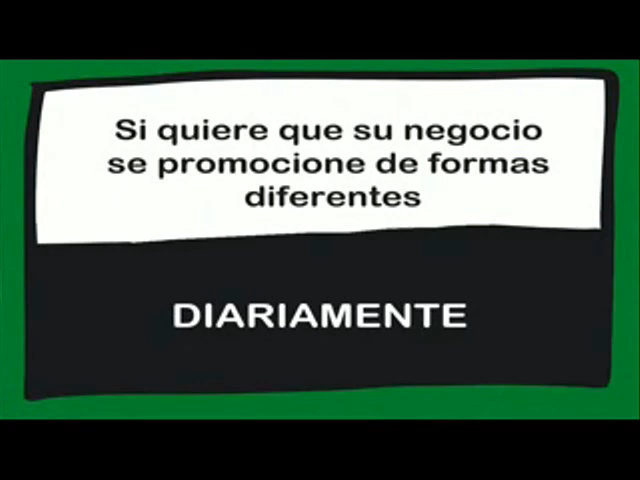 Si quiere que su negocio
se promocione de formas
diferentes
DIARIAMENTE